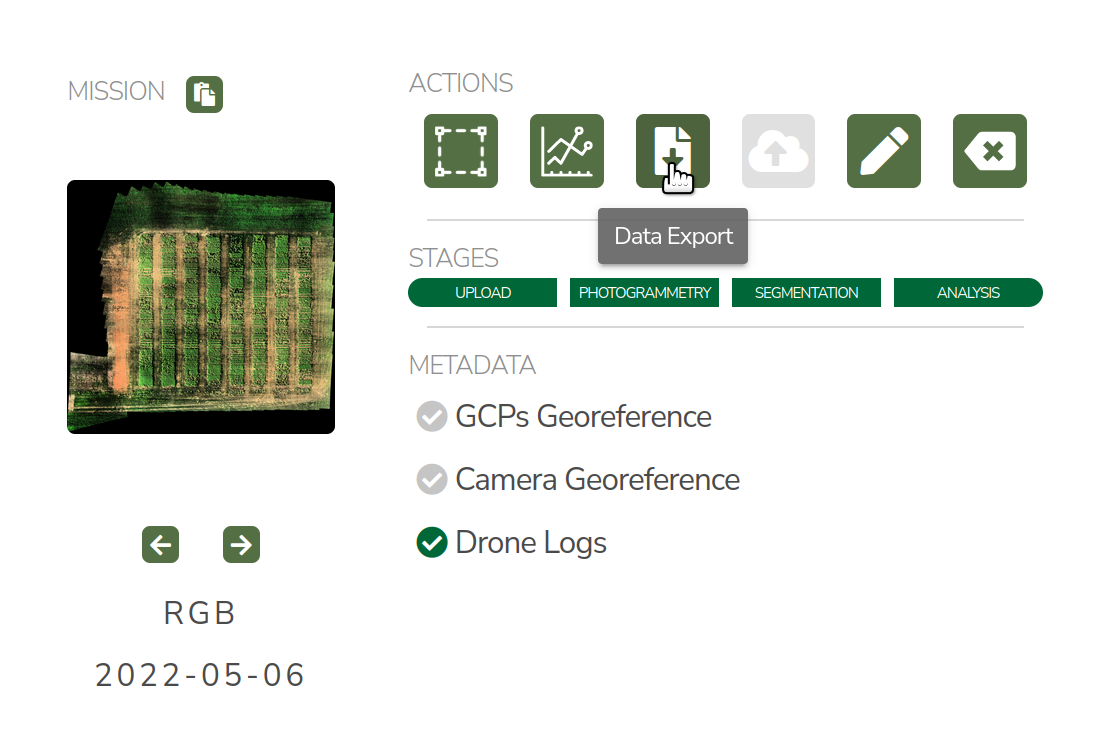 MISSION
ACTIONS
Data Export
STAGES
UPLOAD
PHOTOGRAMMETRY
SEGMENTATION
ANALYSIS
METADATA
GCPs Georeference
Camera Georeference
Drone Logs
RGB
2022-05-06